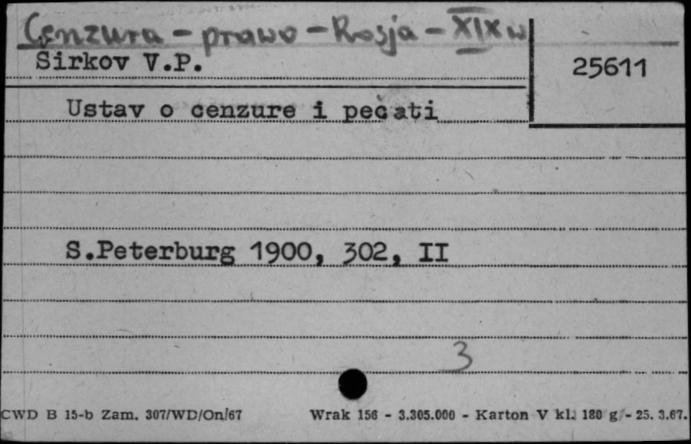 Cenzura - prawo - Rosja - XIX w
Širkov V.P.
25611
Ustav o cenzure i pečati
S.Peterburg 1900, 302, II
3
CWD B 15-b Zam. 307/WD/On/67 Wrak 156 - 3.305.000 - Karton V kl. 180 g - 25. 3.67.